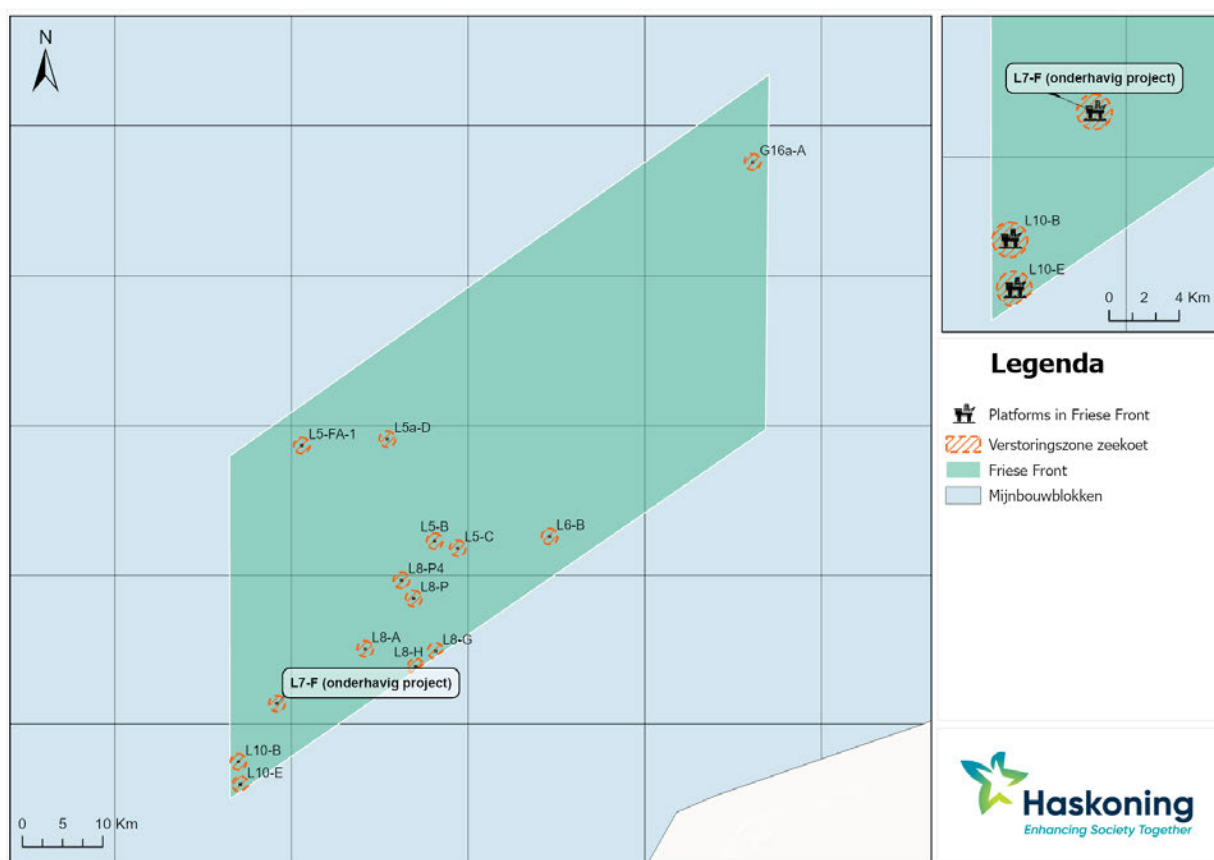 N
G16a-A
L5-FA-1
L5a-D
L5-B
L5-C
L6-B
L8-P4
L8-P
L8-A
L8-G
L8-H
L7-F (onderhavig project)
L10-B
L10-E
0 5 10 Km
L7-F (onderhavig project)
L10-B
L10-E
0 2 4 Km
Legenda
Platforms in Friese Front
Verstoringszone zeekoet
Friese Front
Mijnbouwblokken
Haskoning
Enhancing Society Together